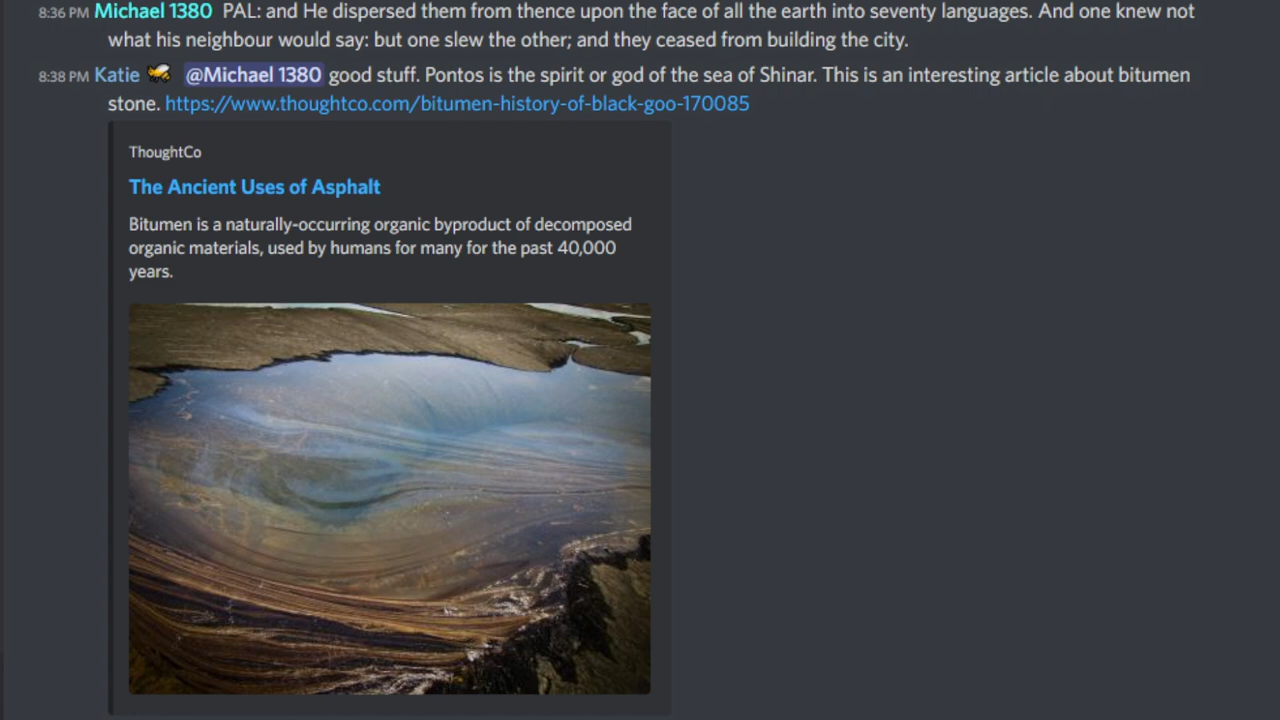 8:36 PM Michael 1380 PAL: and He dispersed them from thence upon the face of all the earth into seventy languages. And one knew not
what his neighbour would say: but one slew the other; and they ceased from building the city.
8:38 PM Katie @Michael 1380 good stuff. Pontos is the spirit or god of the sea of Shinar. This is an interesting article about bitumen
stone. https://www.thoughtco.com/bitumen-history-of-black-goo-170085
ThoughtCo
The Ancient Uses of Asphalt
Bitumen is a naturally-occurring organic byproduct of decomposed
organic materials, used by humans for many for the past 40,000
years.